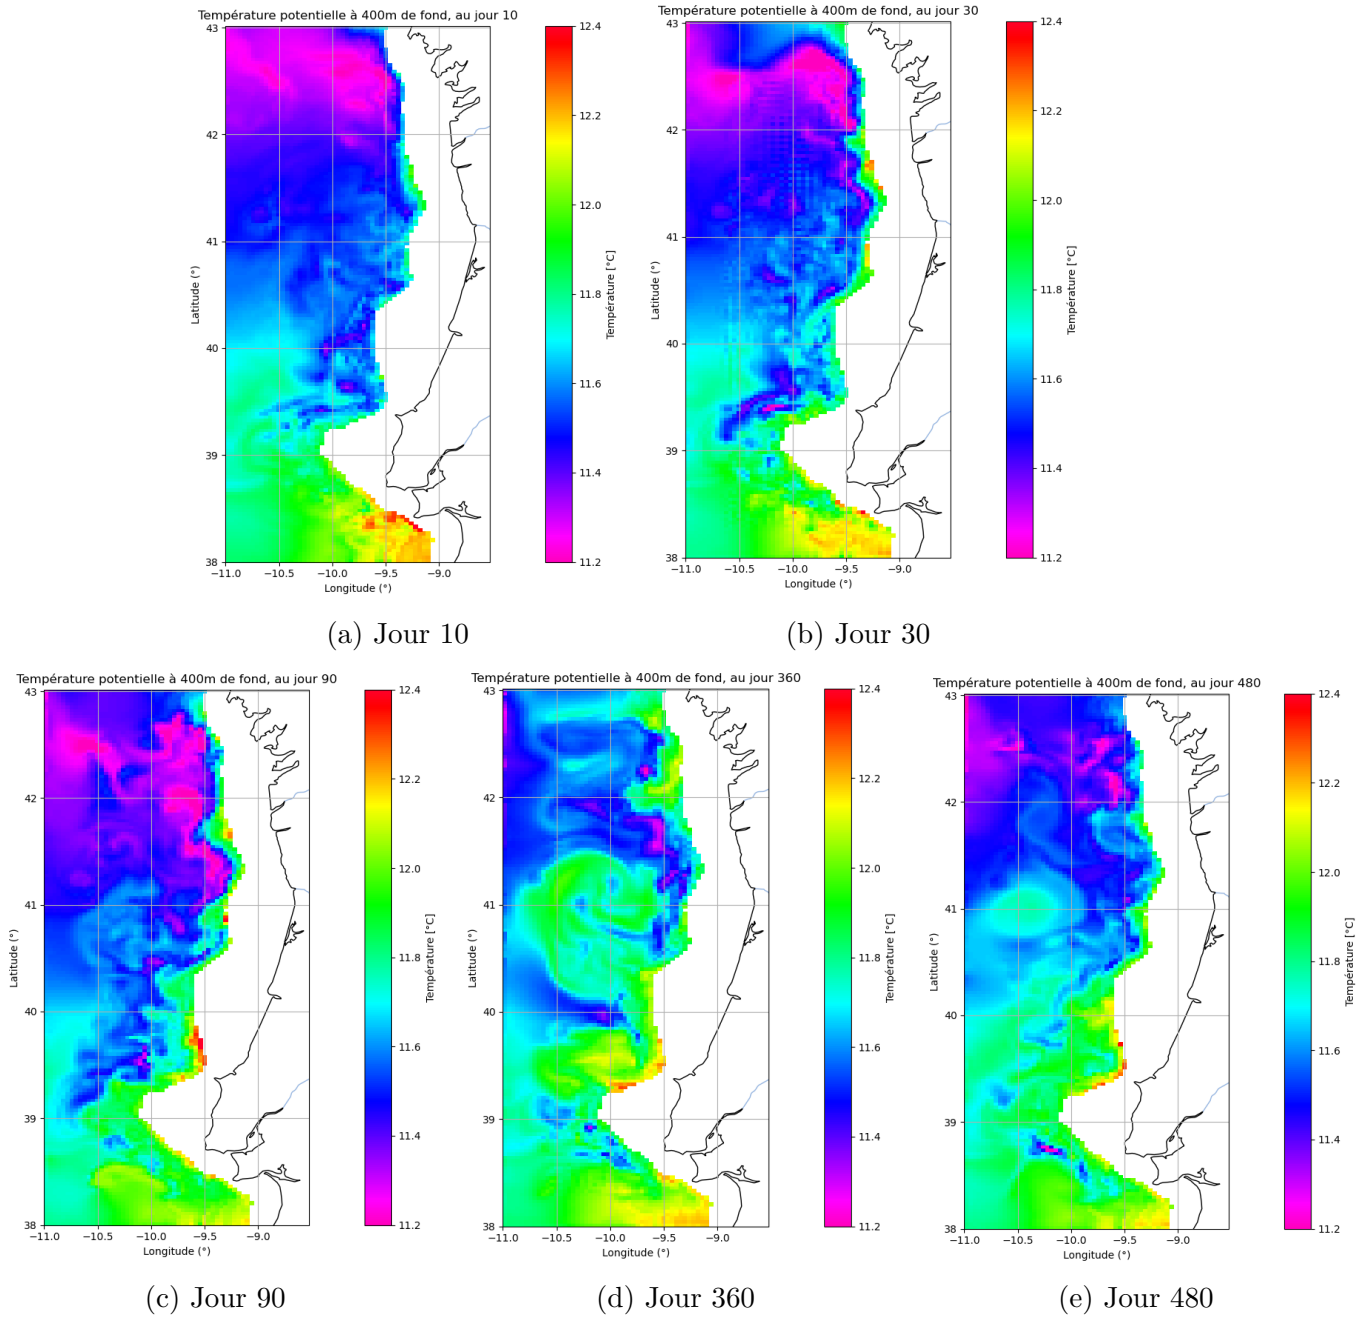 Température potentielle à 400m de fond, au jour 10
43
42
41
40
39
38
Latitude (°)
−11.0 −10.5 −10.0 −9.5 −9.0
Longitude (°)
12.4
12.2
12.0
11.8
11.6
11.4
11.2
Température [°C]
(a) Jour 10
Température potentielle à 400m de fond, au jour 30
43
42
41
40
39
38
Latitude (°)
−11.0 −10.5 −10.0 −9.5 −9.0
Longitude (°)
12.4
12.2
12.0
11.8
11.6
11.4
11.2
Température [°C]
(b) Jour 30
Température potentielle à 400m de fond, au jour 90
43
42
41
40
39
38
Latitude (°)
−11.0 −10.5 −10.0 −9.5 −9.0
Longitude (°)
12.4
12.2
12.0
11.8
11.6
11.4
11.2
Température [°C]
(c) Jour 90
Température potentielle à 400m de fond, au jour 360
43
42
41
40
39
38
Latitude (°)
−11.0 −10.5 −10.0 −9.5 −9.0
Longitude (°)
12.4
12.2
12.0
11.8
11.6
11.4
11.2
Température [°C]
(d) Jour 360
Température potentielle à 400m de fond, au jour 480
43
42
41
40
39
38
Latitude (°)
−11.0 −10.5 −10.0 −9.5 −9.0
Longitude (°)
12.4
12.2
12.0
11.8
11.6
11.4
11.2
Température [°C]
(e) Jour 480